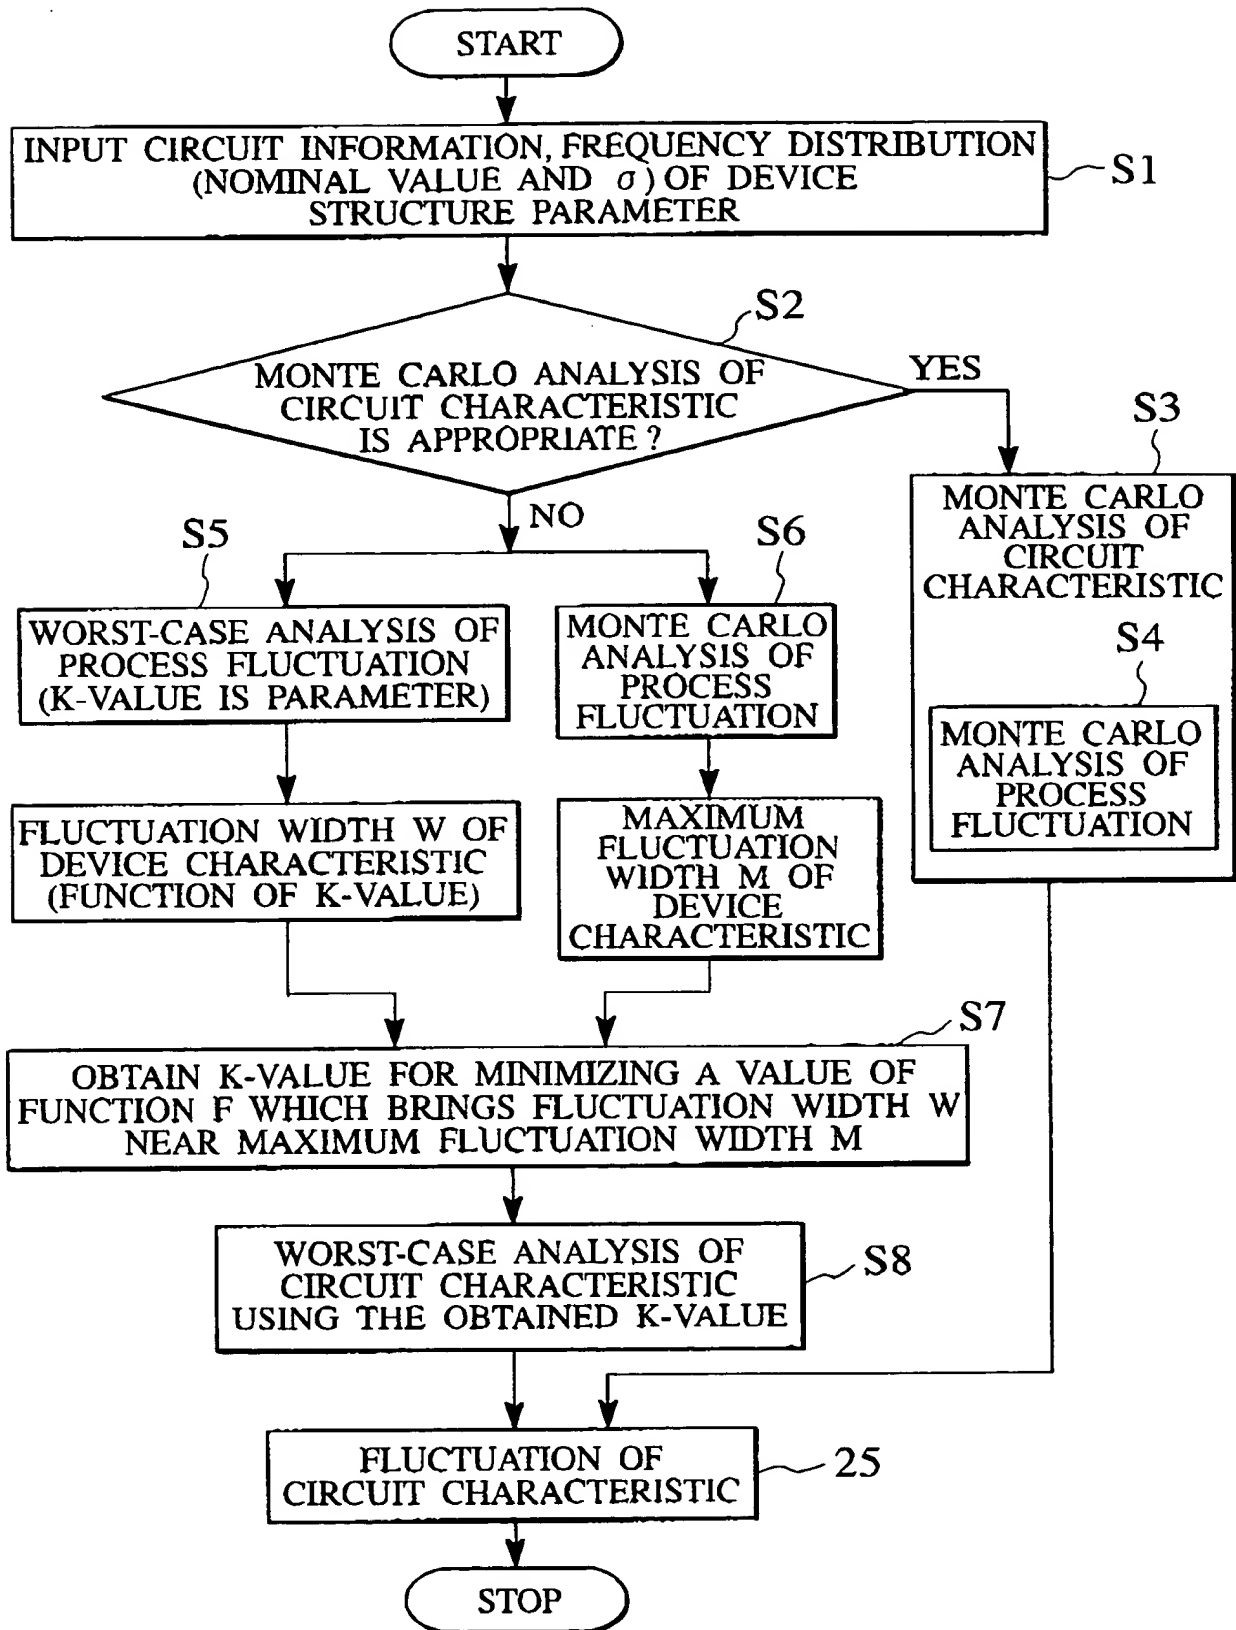 START
INPUT CIRCUIT INFORMATION, FREQUENCY DISTRIBUTION
(NOMINAL VALUE AND σ) OF DEVICE
STRUCTURE PARAMETER
S1
S2
MONTE CARLO ANALYSIS OF
CIRCUIT CHARACTERISTIC
IS APPROPRIATE ?
YES
NO
S3
MONTE CARLO
ANALYSIS OF
CIRCUIT
CHARACTERISTIC
S4
MONTE CARLO
ANALYSIS OF
PROCESS
FLUCTUATION
S5
WORST-CASE ANALYSIS OF
PROCESS FLUCTUATION
(K-VALUE IS PARAMETER)
S6
MONTE CARLO
ANALYSIS OF
PROCESS
FLUCTUATION
FLUCTUATION WIDTH W OF
DEVICE CHARACTERISTIC
(FUNCTION OF K-VALUE)
MAXIMUM
FLUCTUATION
WIDTH M OF
DEVICE
CHARACTERISTIC
S7
OBTAIN K-VALUE FOR MINIMIZING A VALUE OF
FUNCTION F WHICH BRINGS FLUCTUATION WIDTH W
NEAR MAXIMUM FLUCTUATION WIDTH M
WORST-CASE ANALYSIS OF
CIRCUIT CHARACTERISTIC
USING THE OBTAINED K-VALUE
S8
FLUCTUATION OF
CIRCUIT CHARACTERISTIC
25
STOP